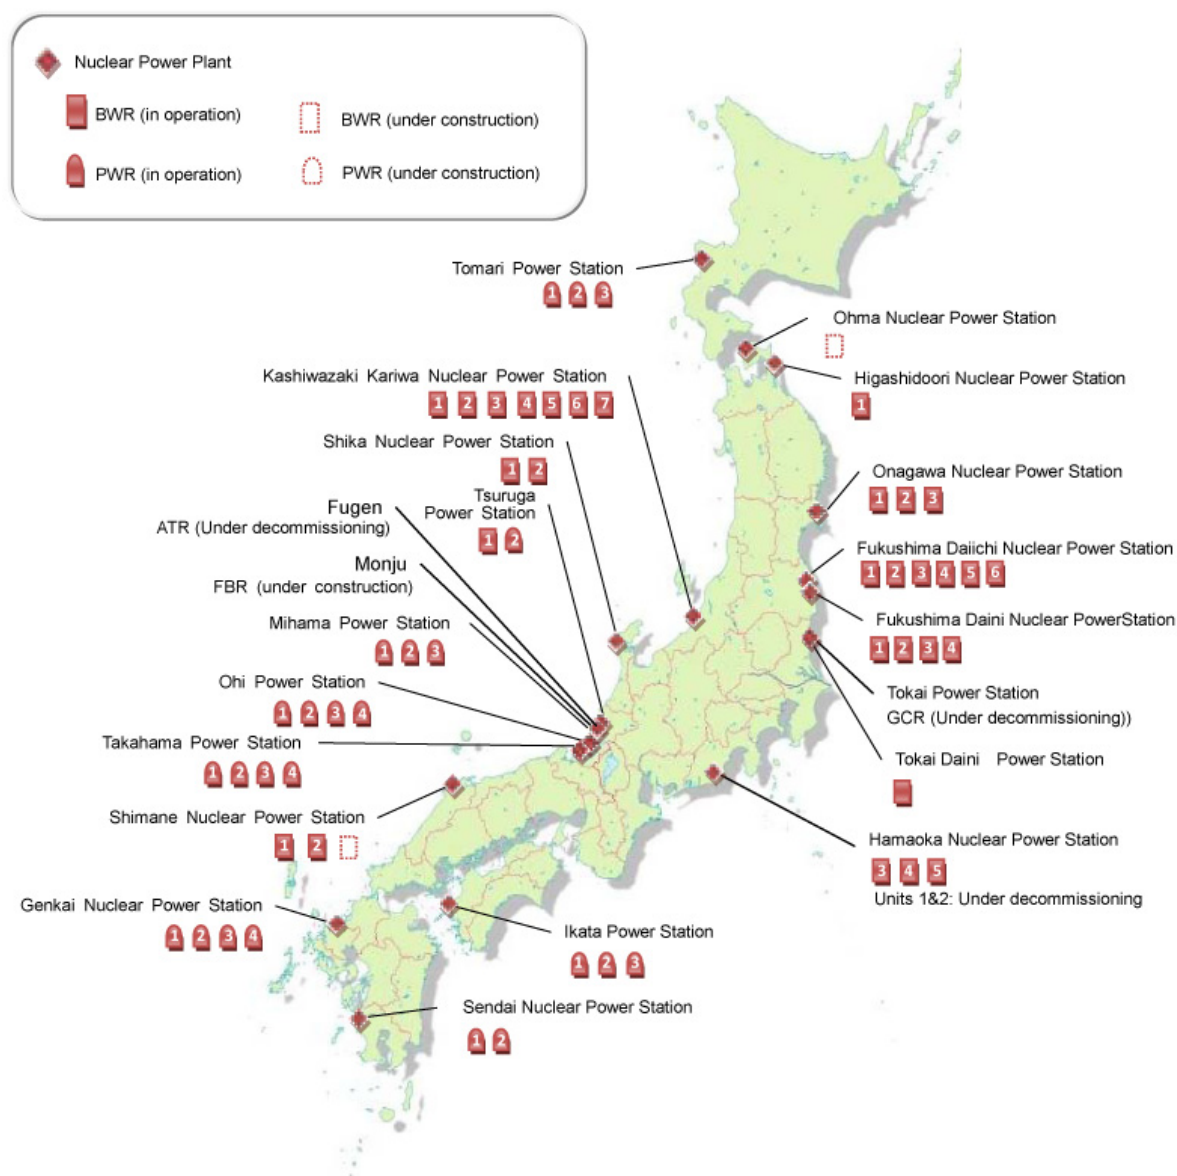 Nuclear Power Plant
BWR (in operation)
BWR (under construction)
PWR (in operation)
PWR (under construction)
Tomari Power Station
1 2 3
Ohma Nuclear Power Station
Kashiwazaki Kariwa Nuclear Power Station
1 2 3 4 5 6 7
Higashidoori Nuclear Power Station
1
Shika Nuclear Power Station
1 2
Onagawa Nuclear Power Station
1 2 3
Tsuruga
Power Station
1 2
Fugen
ATR (Under decommissioning)
Fukushima Daiichi Nuclear Power Station
1 2 3 4 5 6
Monju
FBR (under construction)
Fukushima Daini Nuclear PowerStation
1 2 3 4
Mihama Power Station
1 2 3
Ohi Power Station
1 2 3 4
Tokai Power Station
GCR (Under decommissioning))
Takahama Power Station
1 2 3 4
Tokai Daini Power Station
Shimane Nuclear Power Station
1 2
Hamaoka Nuclear Power Station
3 4 5
Units 1&2: Under decommissioning
Genkai Nuclear Power Station
1 2 3 4
Ikata Power Station
1 2 3
Sendai Nuclear Power Station
1 2